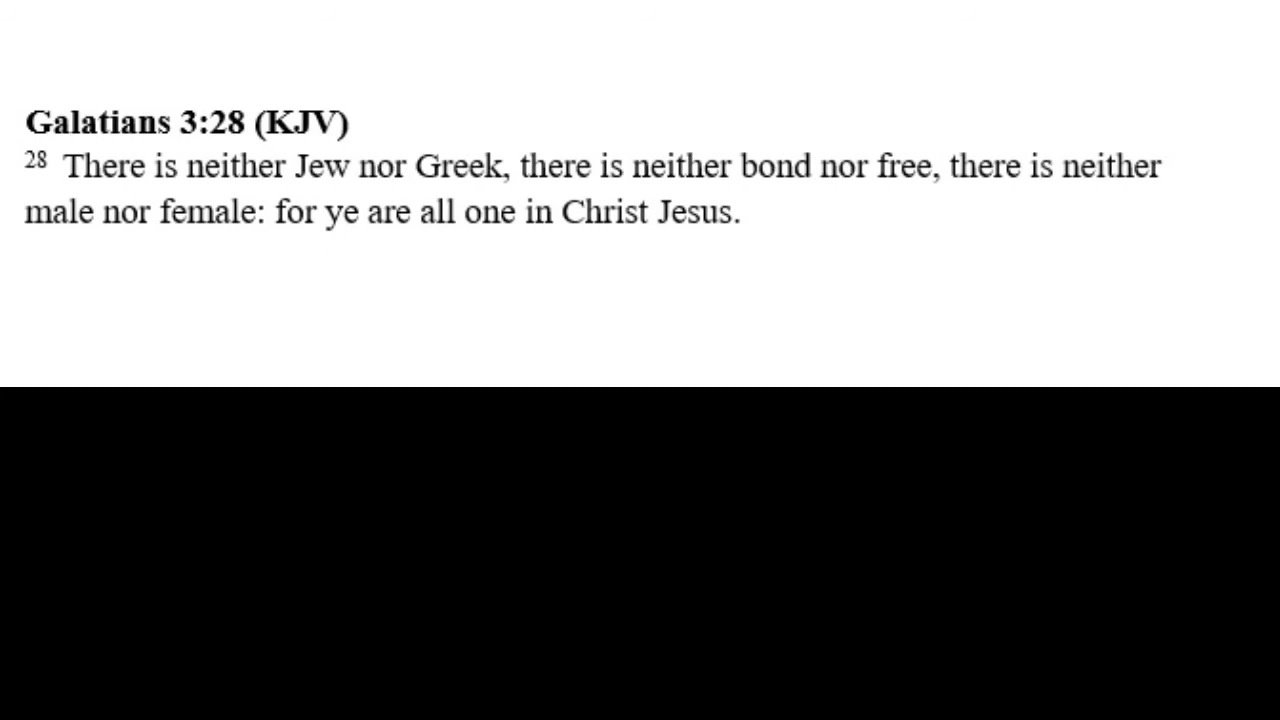 Galatians 3:28 (KJV)
28 There is neither Jew nor Greek, there is neither bond nor free, there is neither
male nor female: for ye are all one in Christ Jesus.